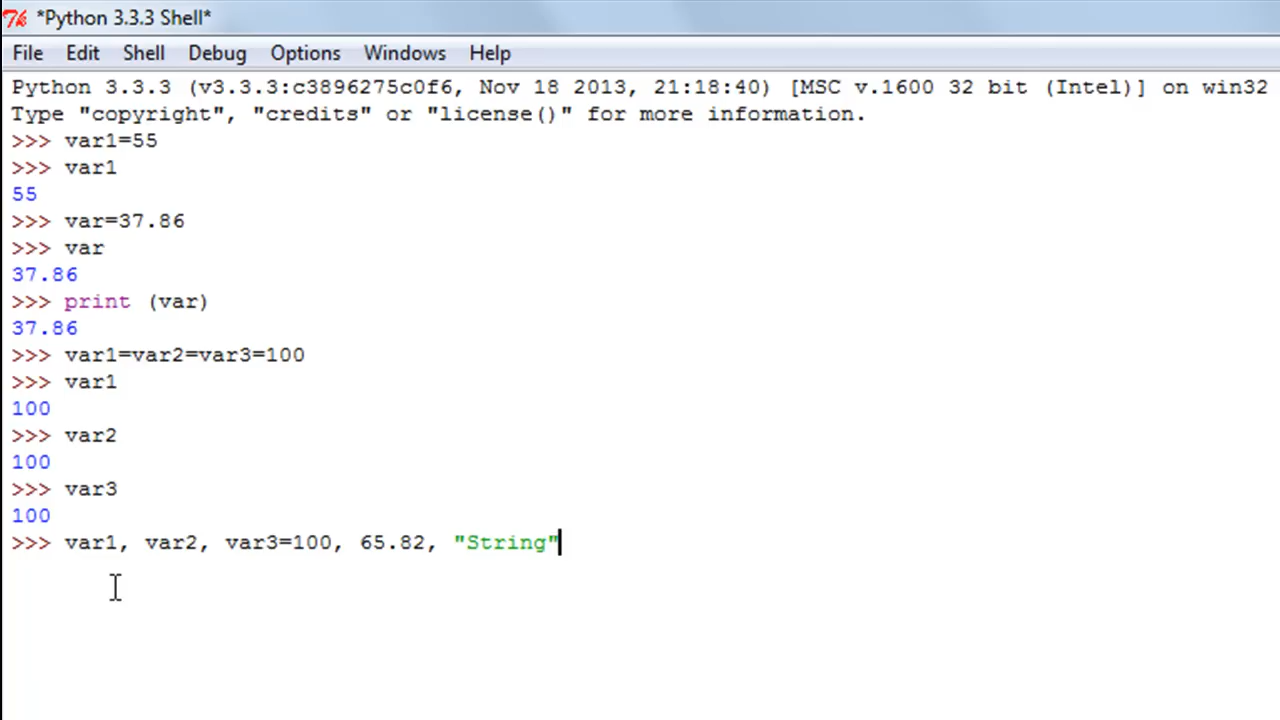 *Python 3.3.3 Shell*
File Edit Shell Debug Options Windows Help
Python 3.3.3 (v3.3.3:c3896275c0f6, Nov 18 2013, 21:18:40) [MSC v.1600 32 bit (Intel)] on win32
Type "copyright", "credits" or "license()" for more information.
>>> var1=55
>>> var1
55
>>> var=37.86
>>> var
37.86
>>> print (var)
37.86
>>> var1=var2=var3=100
>>> var1
100
>>> var2
100
>>> var3
100
>>> var1, var2, var3=100, 65.82, "String"